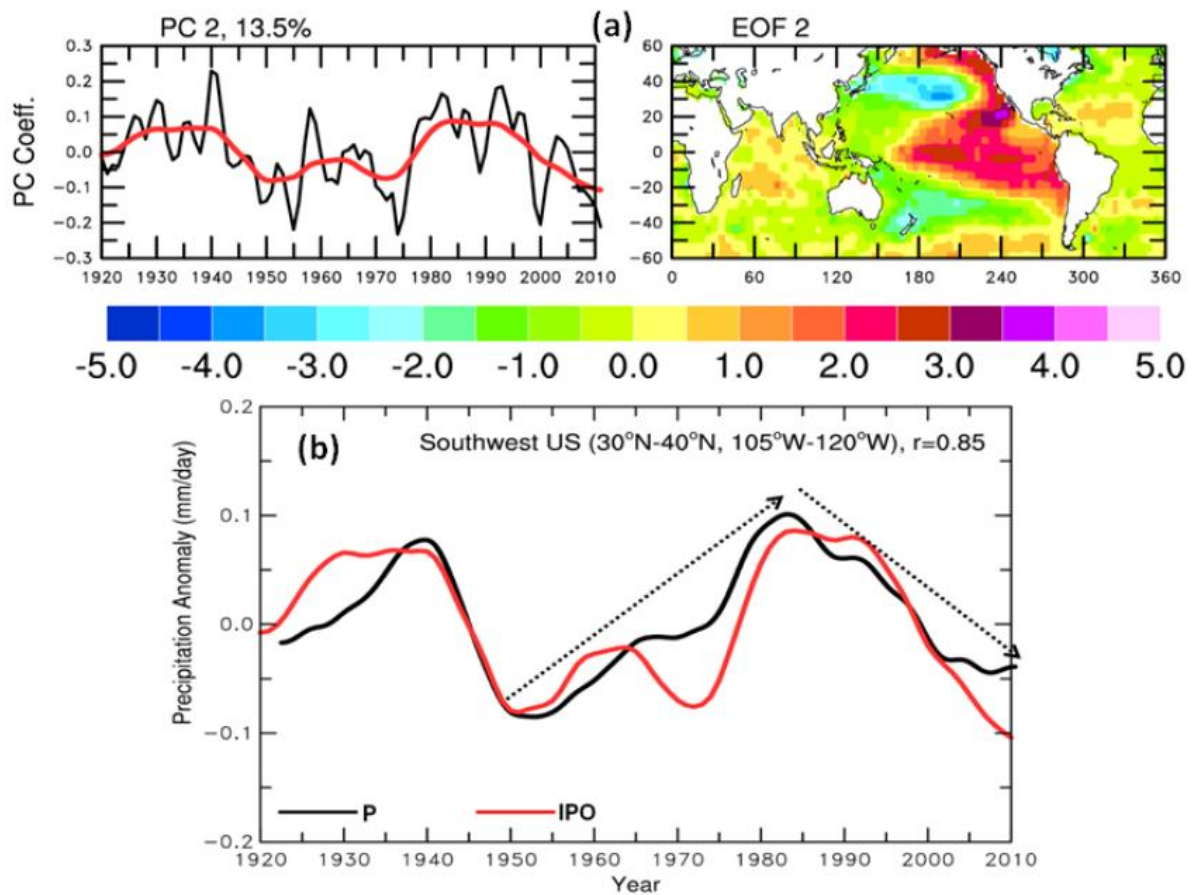 PC 2, 13.5%
(a)
EOF 2
PC Coeff.
0.3
0.2
0.1
0.0
-0.1
-0.2
-0.3
1920 1930 1940 1950 1960 1970 1980 1990 2000 2011
60
40
20
0
-20
-40
-60
0 60 120 180 240 300 360
-5.0 -4.0 -3.0 -2.0 -1.0 0.0 1.0 2.0 3.0 4.0 5.0
(b)
Southwest US (30°N-40°N, 105°W-120°W), r=0.85
Precipitation Anomaly (mm/day)
0.2
0.1
0.0
-0.1
-0.2
P
IPO
1920 1930 1940 1950 1960 1970 1980 1990 2000 2010
Year